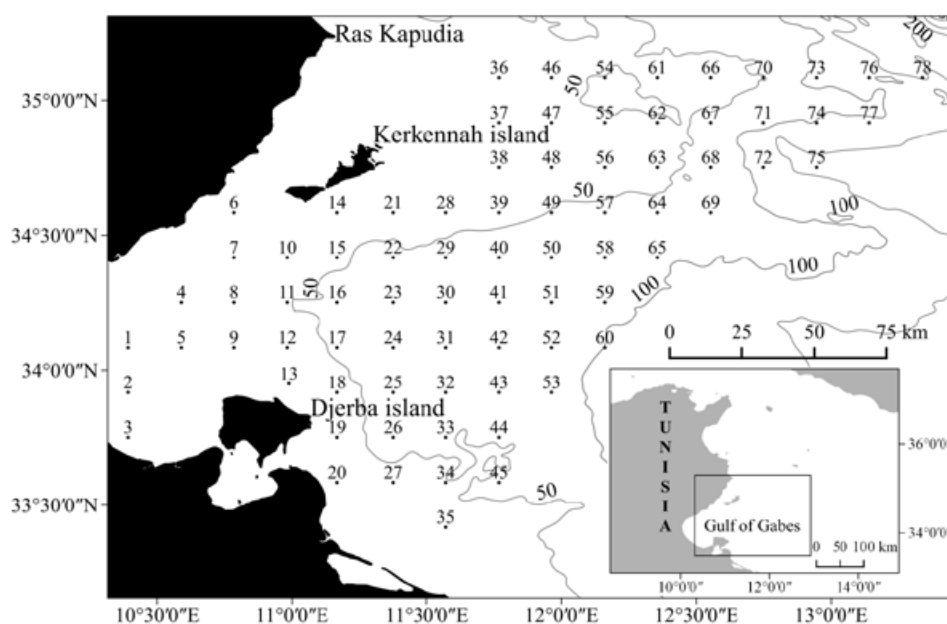 Ras Kapudia
200
36 46 54 61 66 70 73 76 78
50
35°0'0"N
37 47 55 62 67 71 74 77
Kerkennah island
38 48 56 63 68 72 75
50
6 14 21 28 39 49 57 64 69
100
34°30'0"N
7 10 15 22 29 40 50 58 65
100
50
100
4 8 11 16 23 30 41 51 59
0 25 50 75 km
1 5 9 12 17 24 31 42 52 60
34°0'0"N
13
2 18 25 32 43 53
Djerba island
3 19 26 33 44
20 27 34 45
50
33°30'0"N
35
T
U
N
I
S
I
A
36°0'0"
Gulf of Gabes
34°0'0"
0 50 100 km
10°0'0" 12°0'0" 14°0'0"
10°30'0"E 11°0'0"E 11°30'0"E 12°0'0"E 12°30'0"E 13°0'0"E